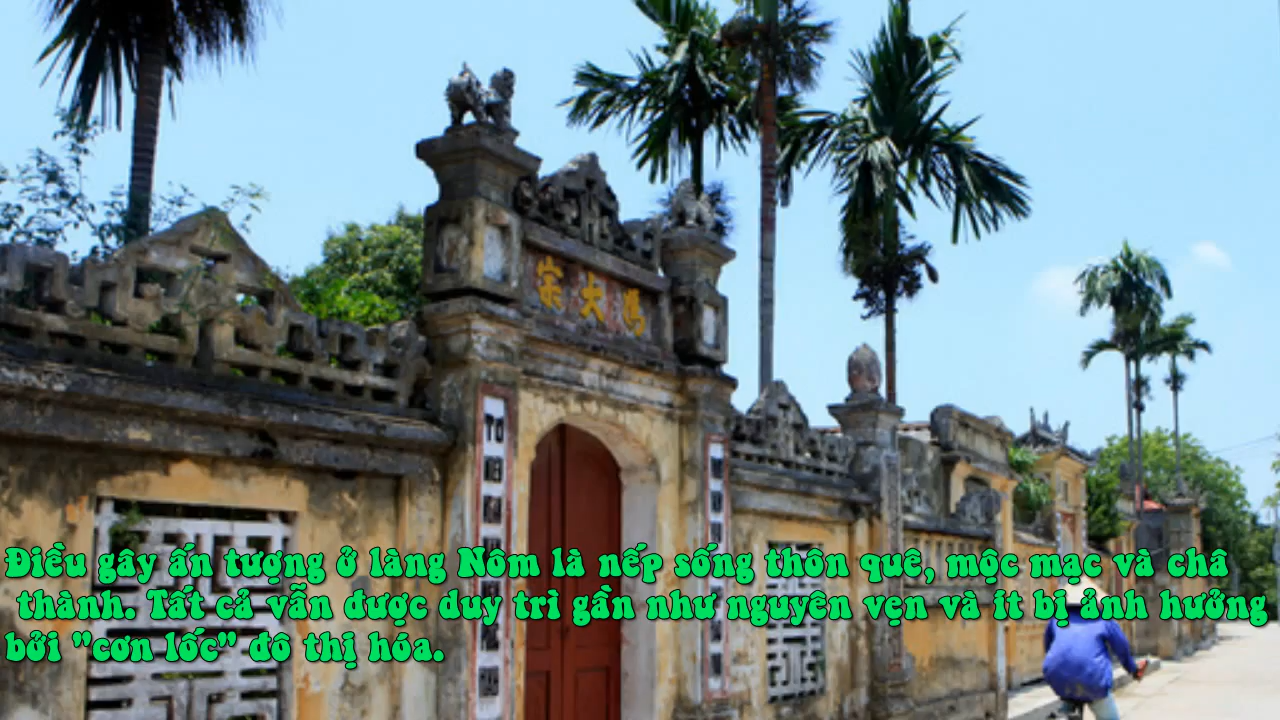 宗大
Điều gây ấn tượng ở làng Nôm là nếp sống thôn quê, mộc mạc và châ
thành. Tất cả vẫn được duy trì gần như nguyên vẹn và ít bị ảnh hưởng
bởi "cơn lốc" đô thị hóa.